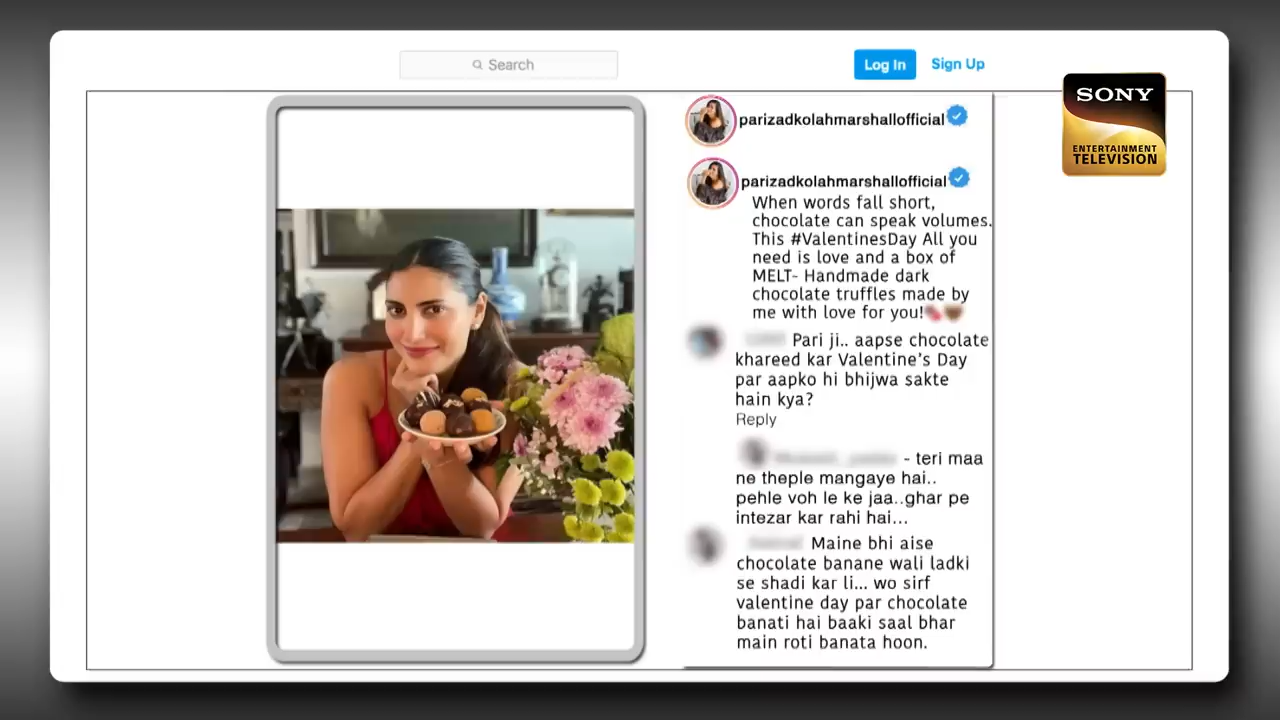 Search
Log In
Sign Up
SONY
ENTERTAINMENT
TELEVISION
parizadkolahmarshallofficial
parizadkolahmarshallofficial
When words fall short,
chocolate can speak volumes.
This #ValentinesDay All you
need is love and a box of
MELT- Handmade dark
chocolate truffles made by
me with love for you!
Pari ji.. aapse chocolate
khareed kar Valentine's Day
par aapko hi bhijwa sakte
hain kya?
Reply
- teri maa
ne theple mangaye hai..
pehle voh le ke jaa..ghar pe
intezar kar rahi hai...
Maine bhi aise
chocolate banane wali ladki
se shadi kar li... wo sirf
valentine day par chocolate
banati hai baaki saal bhar
main roti banata hoon.